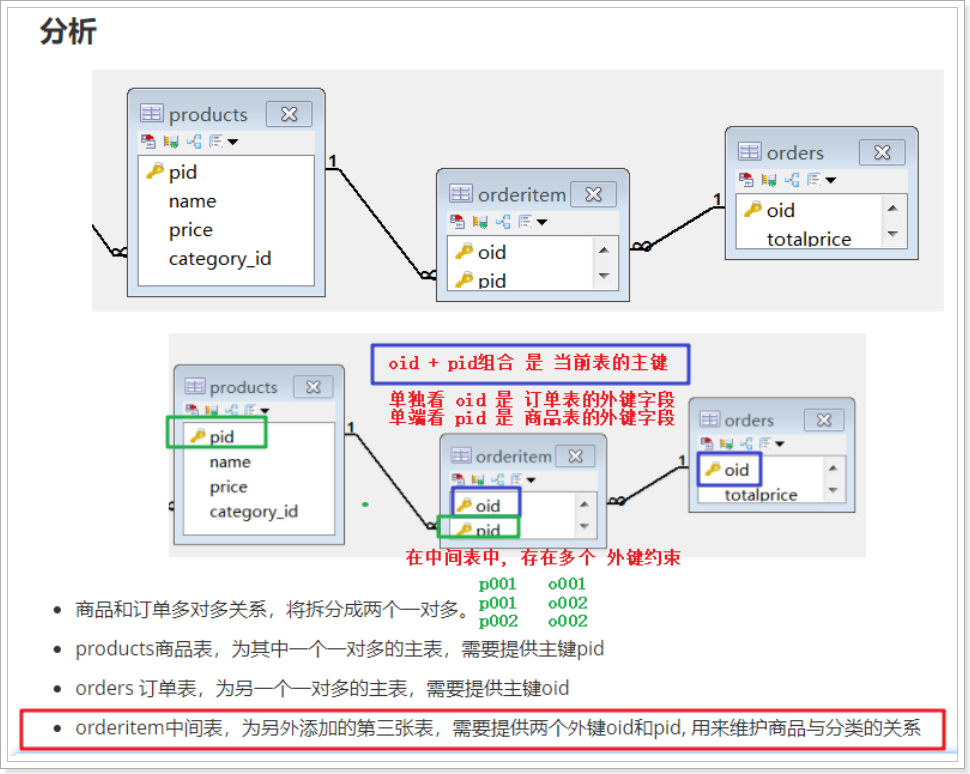 分析
products
pid
name
price
category_id
1
orderitem
oid
pid
1
orders
oid
totalprice
oid + pid组合 是 当前表的主键
单独看 oid 是 订单表的外键字段
单端看 pid 是 商品表的外键字段
products
pid
name
price
category_id
1
orderitem
oid
pid
1
orders
oid
totalprice
在中间表中, 存在多个 外键约束
p001 o001
p001 o002
p002 o002
商品和订单多对多关系，将拆分成两个一对多。
products商品表，为其中一个一对多的主表，需要提供主键pid
orders 订单表，为另一个一对多的主表，需要提供主键oid
orderitem中间表，为另外添加的第三张表，需要提供两个外键oid和pid, 用来维护商品与分类的关系